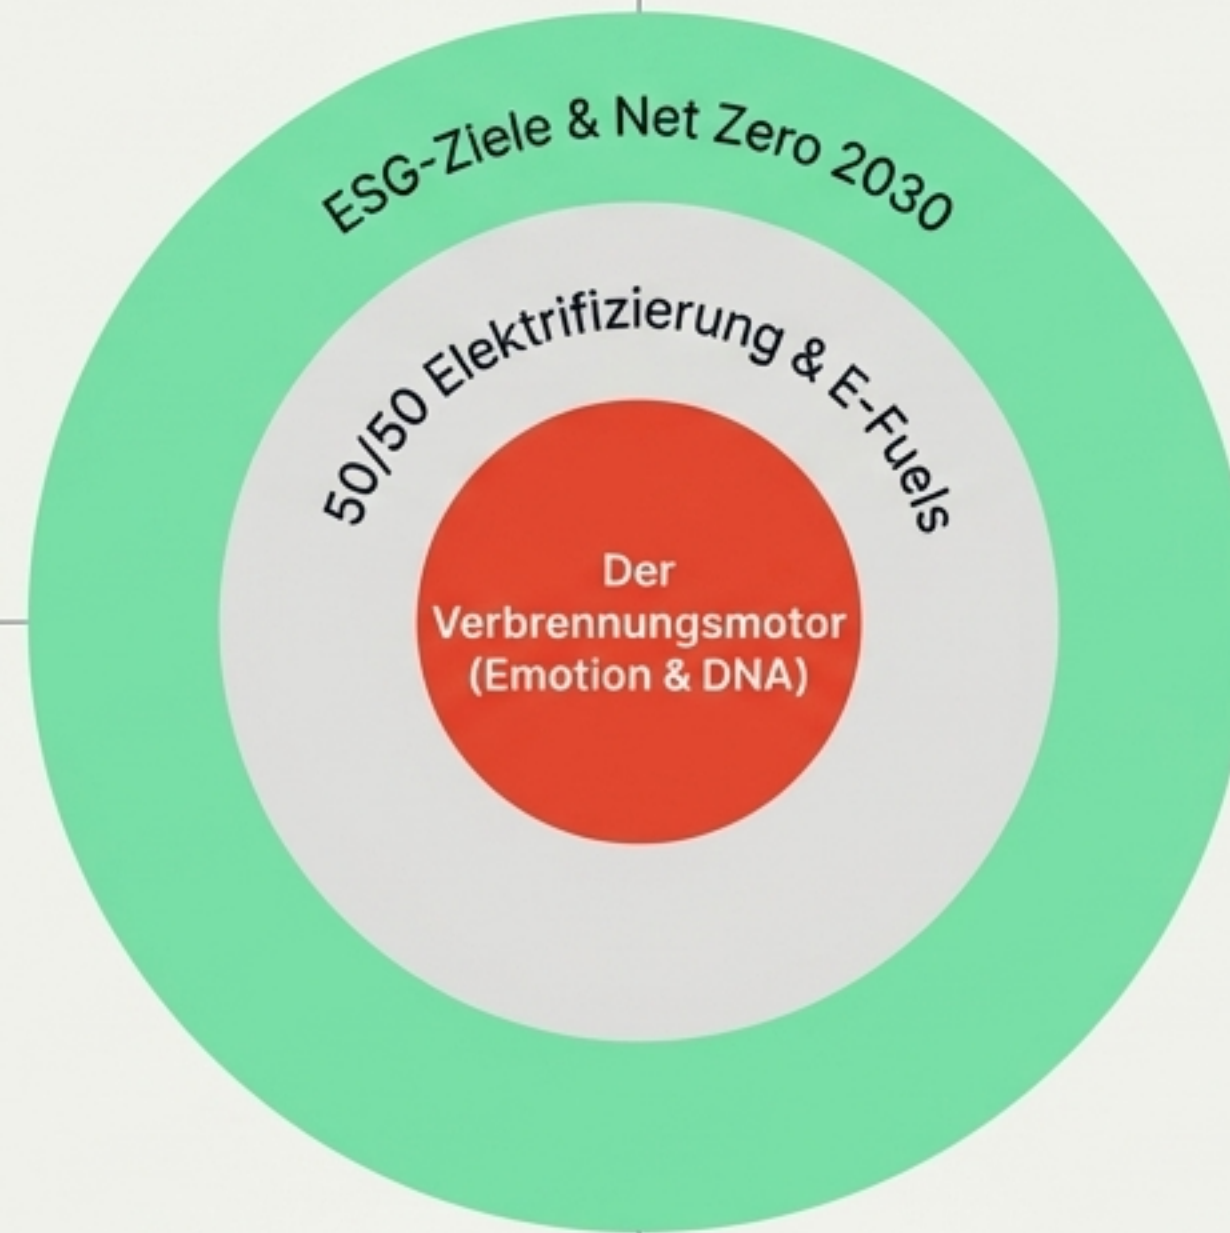 ESG-Ziele & Net Zero 2030
50/50 Elektrifizierung & E-Fuels
Der
Verbrennungsmotor
(Emotion & DNA)